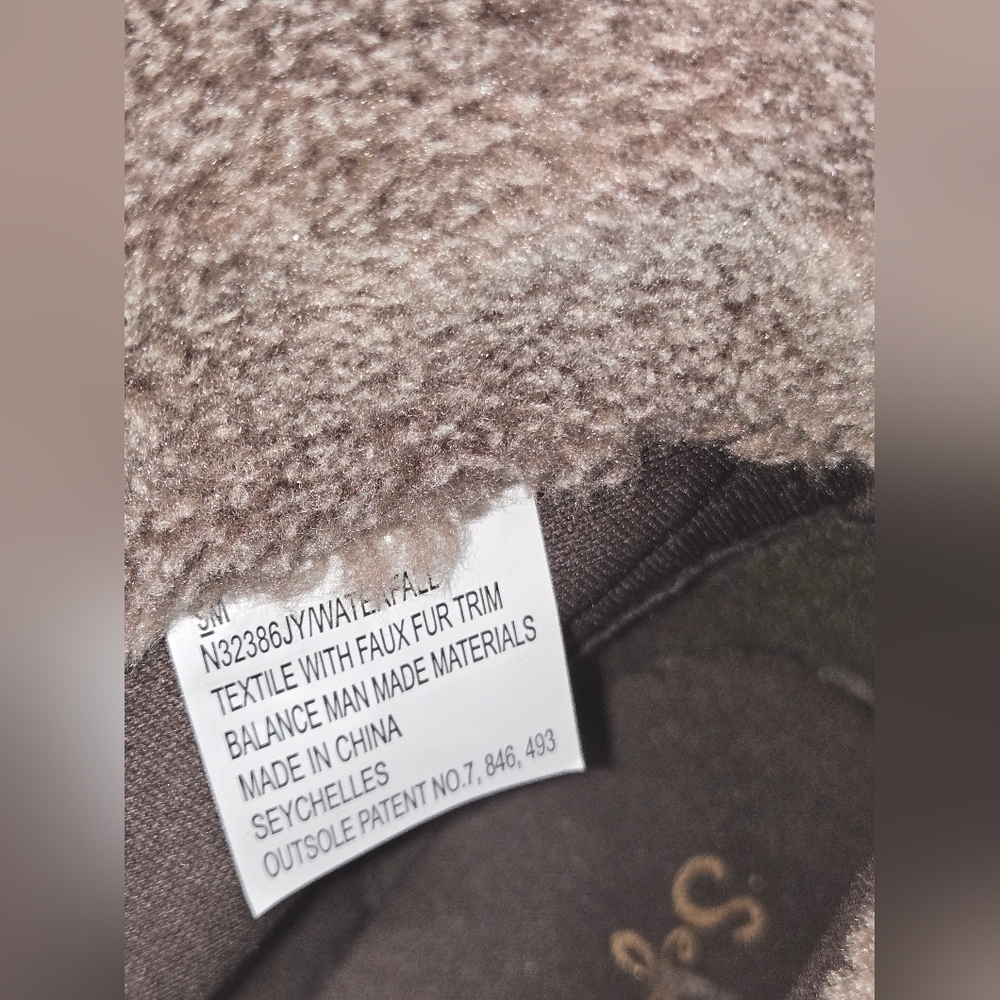 9M
N32386JY/WATERFALL
TEXTILE WITH FAUX FUR TRIM
BALANCE MAN MADE MATERIALS
MADE IN CHINA
SEYCHELLES
OUTSOLE PATENT NO.7, 846, 493